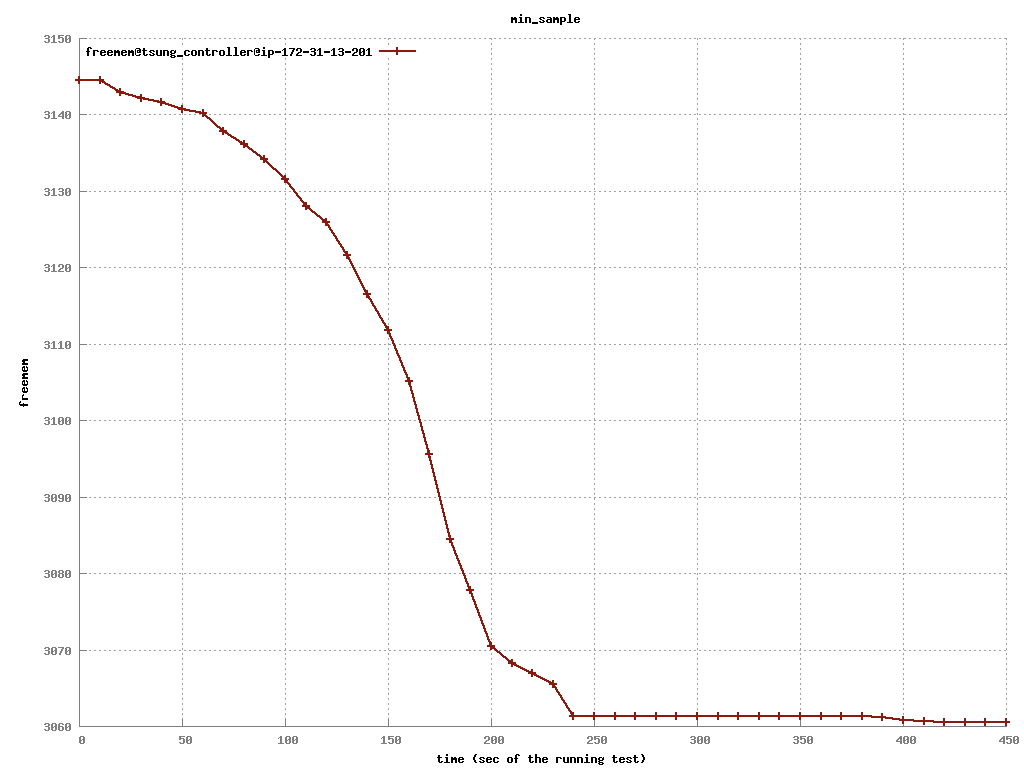 min_sample
freemem@tsung_controller@ip-172-31-13-201
3150
3140
3130
3120
3110
3100
3090
3080
3070
3060
freemem
0 50 100 150 200 250 300 350 400 450
time (sec of the running test)